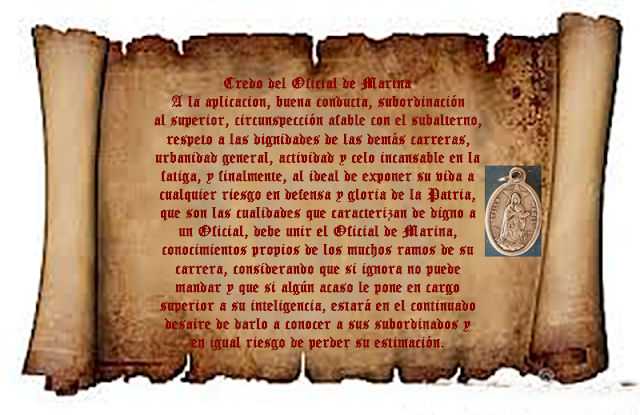 Credo del Oficial de Marina
A la aplicacion, buena conducta, subordinación
al superior, circunspección afable con el subalterno,
respeto a las dignidades de las demás carreras,
urbanidad general, actividad y celo incansable en la
fatiga, y finalmente, al ideal de exponer su vida a
cualquier riesgo en defensa y gloria de la Patria,
que son las cualidades que caracterizan de digno a
un Oficial, debe unir el Oficial de Marina,
conocimientos propios de los muchos ramos de su
carrera, considerando que si ignora no puede
mandar y que si algún acaso le pone en cargo
superior a su inteligencia, estará en el continuado
desaire de darlo a conocer a sus subordinados y
en igual riesgo de perder su estimación.